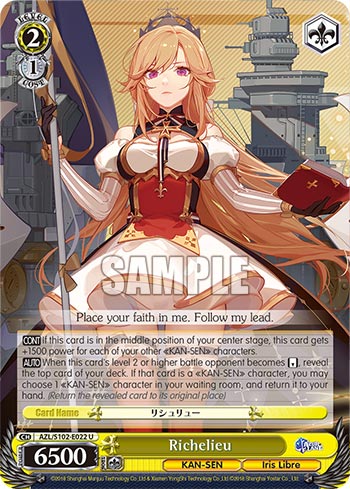 LEVEL
2
1
COST
SAMPLE
Place your faith in me. Follow my lead.
CONT If this card is in the middle position of your center stage, this card gets
+1500 power for each of your other «KAN-SEN» characters.
AUTO When this card's level 2 or higher battle opponent becomes [ ], reveal
the top card of your deck. If that card is a «KAN-SEN» character, you may
choose 1 «KAN-SEN» character in your waiting room, and return it to your
hand. (Return the revealed card to its original place)
Card Name
リシュリュー
CH AZL/S102-E022 U
Richelieu
POWER
6500
KAN-SEN
Iris Libre